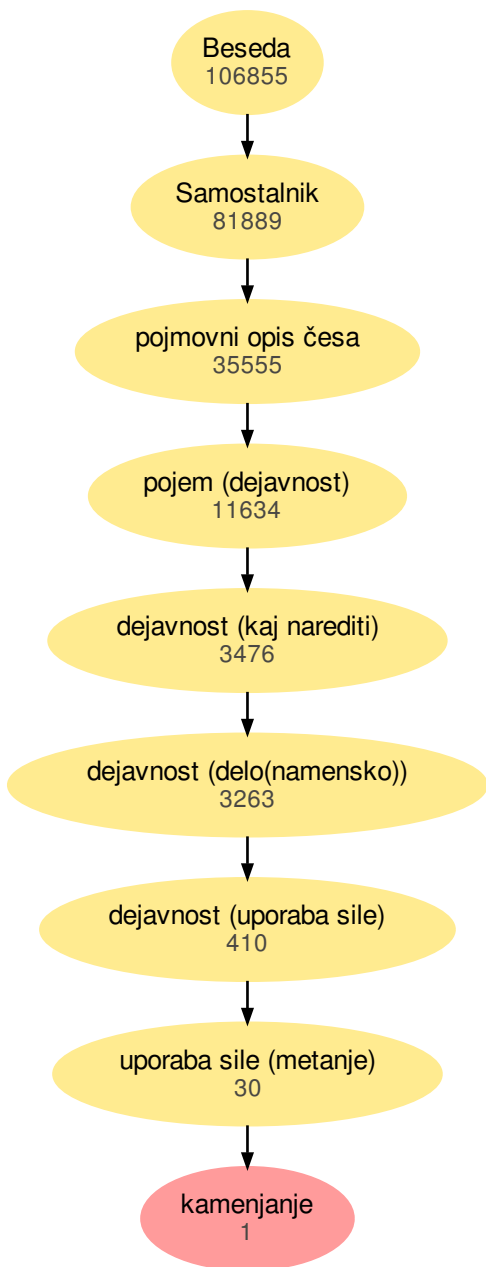 Beseda
106855
Samostalnik
81889
pojmovni opis česa
35555
pojem (dejavnost)
11634
dejavnost (kaj narediti)
3476
dejavnost (delo(namensko))
3263
dejavnost (uporaba sile)
410
uporaba sile (metanje)
30
kamenjanje
1